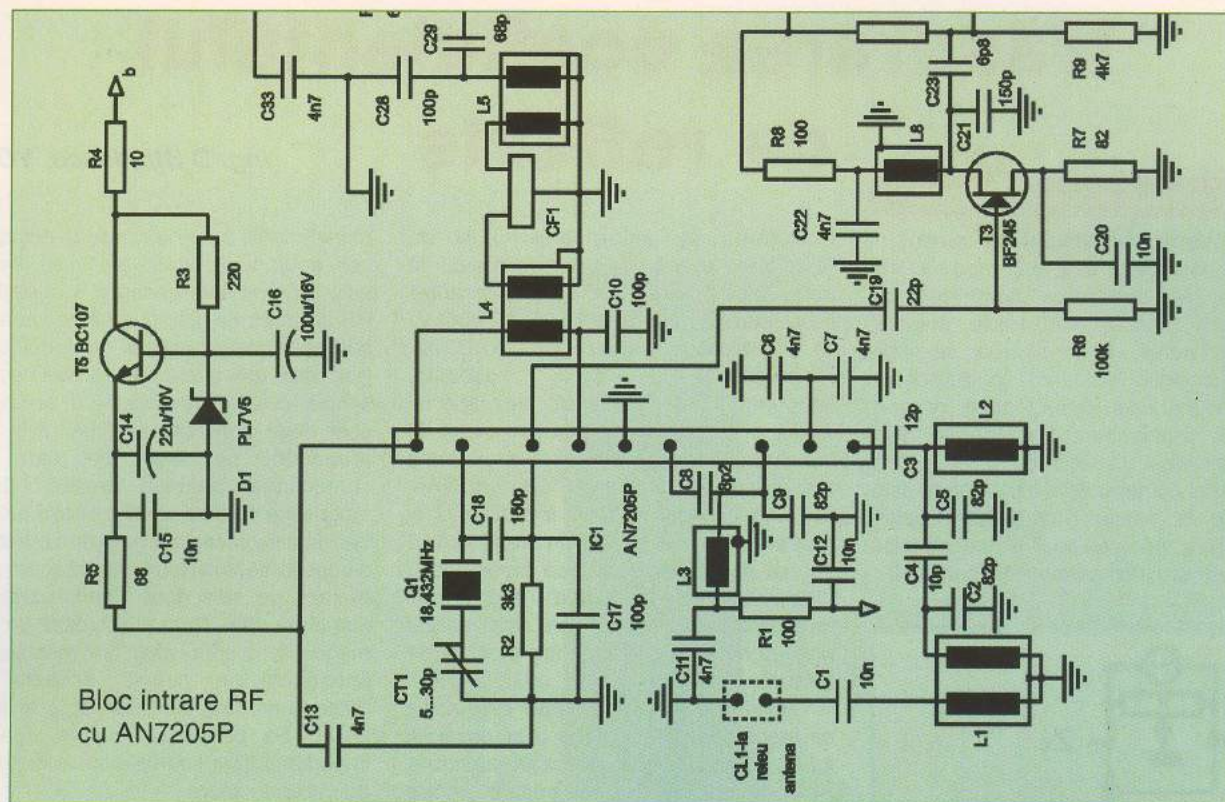 C29
68p
C33
4n7
C28
100p
L5
b
R4
10
R3
220
C16
100u/16V
T5 BC107
C14
22u/10V
PL7V5
D1
C15
10n
R5
68
CF1
L4
C10
100p
R8
100
L8
C23
6p8
C21
150p
R9
4k7
R7
82
C22
4n7
T3
BF245
C20
10n
C19
22p
R6
100k
C6
4n7
C7
4n7
C18
150p
Q1
18,432MHz
3k3
R2
CT1
5...30p
C17
100p
IC1
AN7205P
C8
8p2
C9
82p
L3
C12
10n
R1
100
C11
4n7
C3
12p
L2
C5
82p
C4
10p
C2
82p
C1
10n
L1
CL1-la
releu
antena
C13
4n7
Bloc intrare RF
cu AN7205P